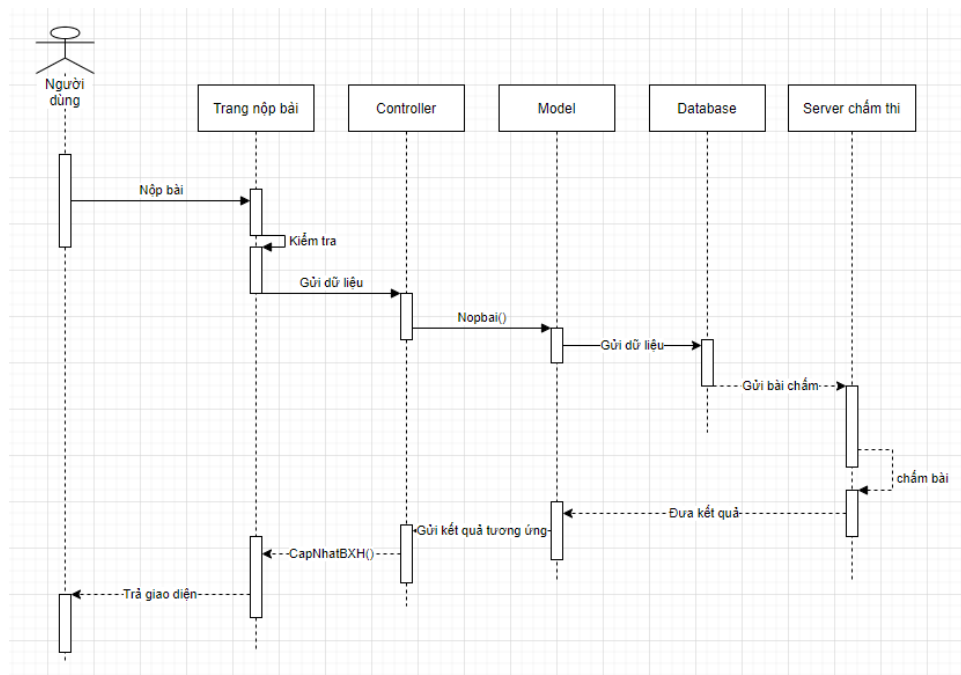 Người
dùng
Trang nộp bài
Controller
Model
Database
Server chấm thi
Nộp bài
Kiểm tra
Gửi dữ liệu
Nopbai()
Gửi dữ liệu
Gửi bài chấm
chấm bài
Đưa kết quả
Gửi kết quả tương ứng
CapNhatBXH()
Trả giao diện